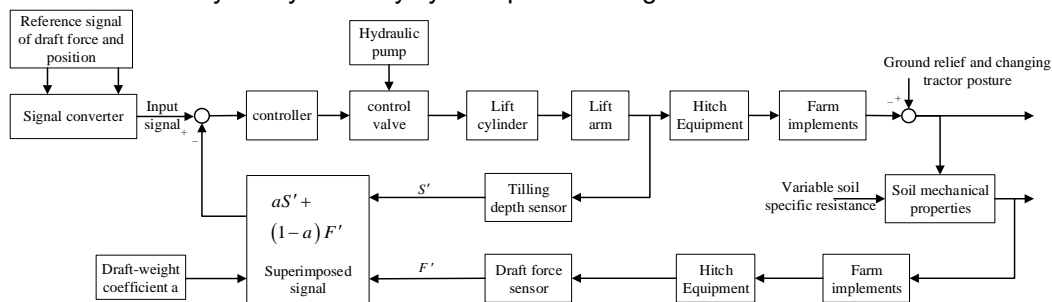 Reference signal
of draft force and
position
Hydraulic
pump
Ground relief and changing
tractor posture
Signal converter
Input
signal
+
−
controller
control
valve
Lift
cylinder
Lift
arm
Hitch
Equipment
Farm
implements
− +
S′
Tilling
depth sensor
Variable soil
specific resistance
Soil mechanical
properties
aS′ +
(1 − a) F′
Superimposed
signal
Draft-weight
coefficient a
F′
Draft force
sensor
Hitch
Equipment
Farm
implements